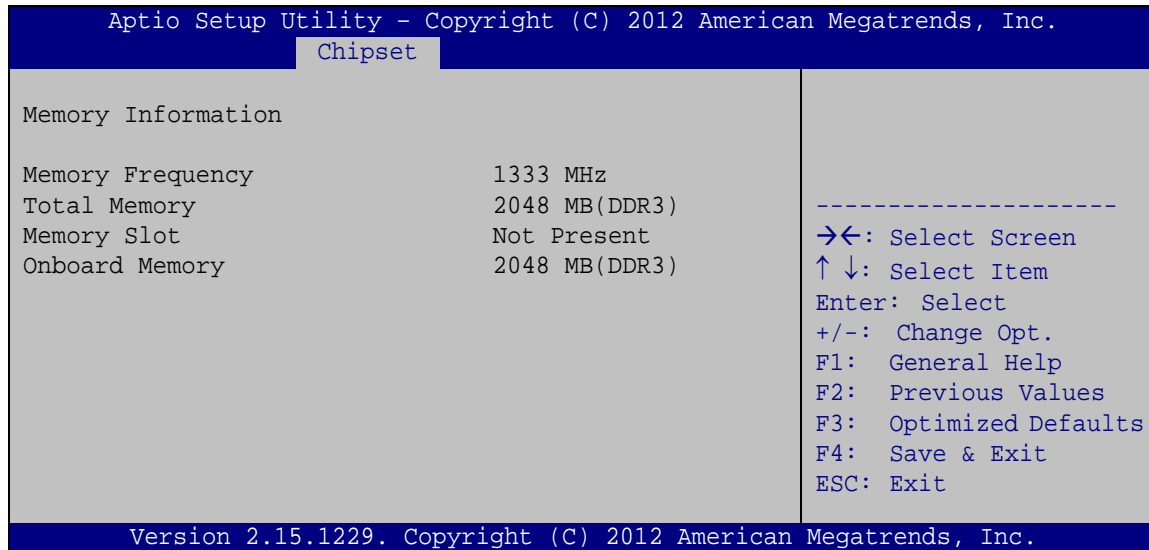 Aptio Setup Utility – Copyright (C) 2012 American Megatrends, Inc.
Chipset
Memory Information
Memory Frequency 1333 MHz
Total Memory 2048 MB(DDR3)
Memory Slot Not Present
Onboard Memory 2048 MB(DDR3)
---------------------
→←: Select Screen
↑ ↓: Select Item
Enter: Select
+/-: Change Opt.
F1: General Help
F2: Previous Values
F3: Optimized Defaults
F4: Save & Exit
ESC: Exit
Version 2.15.1229. Copyright (C) 2012 American Megatrends, Inc.